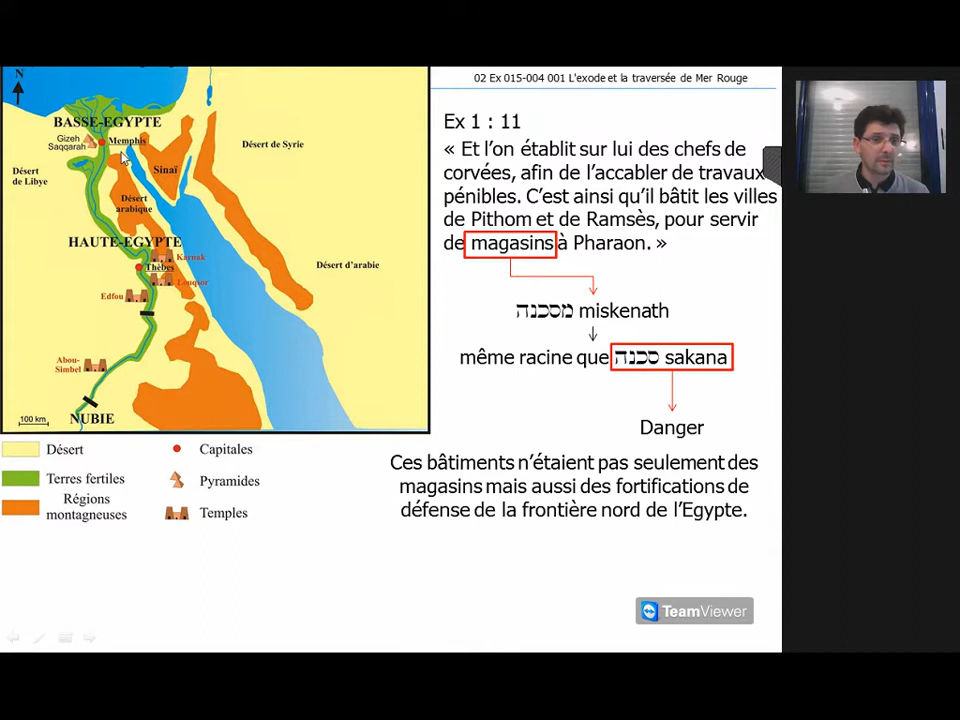 02 Ex 015-004 001 L'exode et la traversée de Mer Rouge
N
BASSE-EGYPTE
Gizeh
Saqqarah
Memphis
Sinaï
Désert de Syrie
Désert
de Libye
Désert
arabique
HAUTE-EGYPTE
Karnak
Thèbes
Louqsor
Désert d'arabie
Edfou
Abou-
Simbel
100 km
NUBIE
Désert
Capitales
Terres fertiles
Pyramides
Régions
montagneuses
Temples
Ex 1 : 11
« Et l'on établit sur lui des chefs de
corvées, afin de l'accabler de travaux
pénibles. C'est ainsi qu'il bâtit les villes
de Pithom et de Ramsès, pour servir
de magasins à Pharaon. »
מסכנה miskenath
même racine que סכנה sakana
Danger
Ces bâtiments n'étaient pas seulement des
magasins mais aussi des fortifications de
défense de la frontière nord de l'Egypte.
TeamViewer